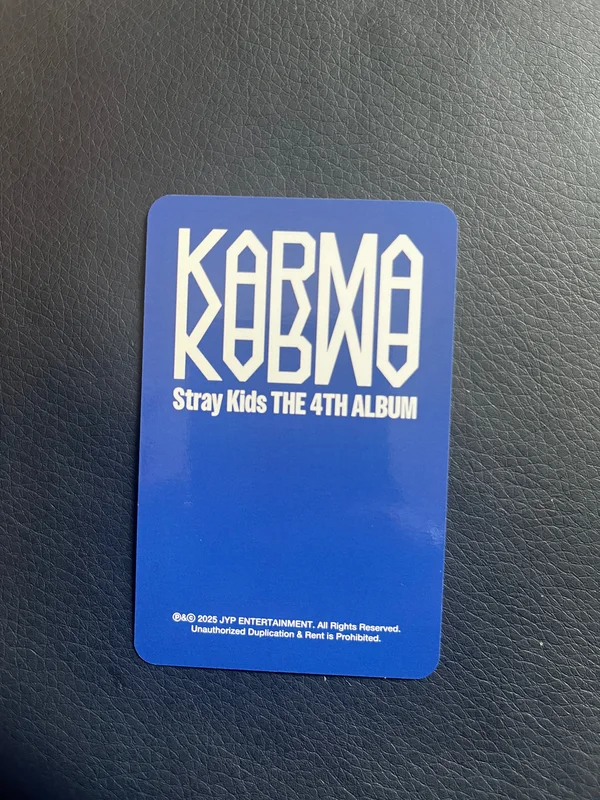 KARMA
Stray Kids THE 4TH ALBUM
℗&© 2025 JYP ENTERTAINMENT. All Rights Reserved.
Unauthorized Duplication & Rent is Prohibited.